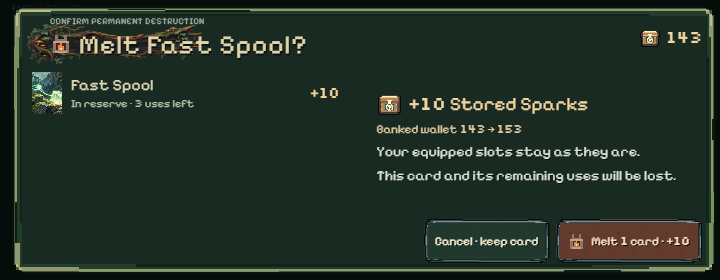 CONFIRM PERMANENT DESTRUCTION
Melt Fast Spool?
143
Fast Spool
In reserve · 3 uses left
+10
+10 Stored Sparks
Banked wallet 143 → 153
Your equipped slots stay as they are.
This card and its remaining uses will be lost.
Cancel · keep card
Melt 1 card · +10